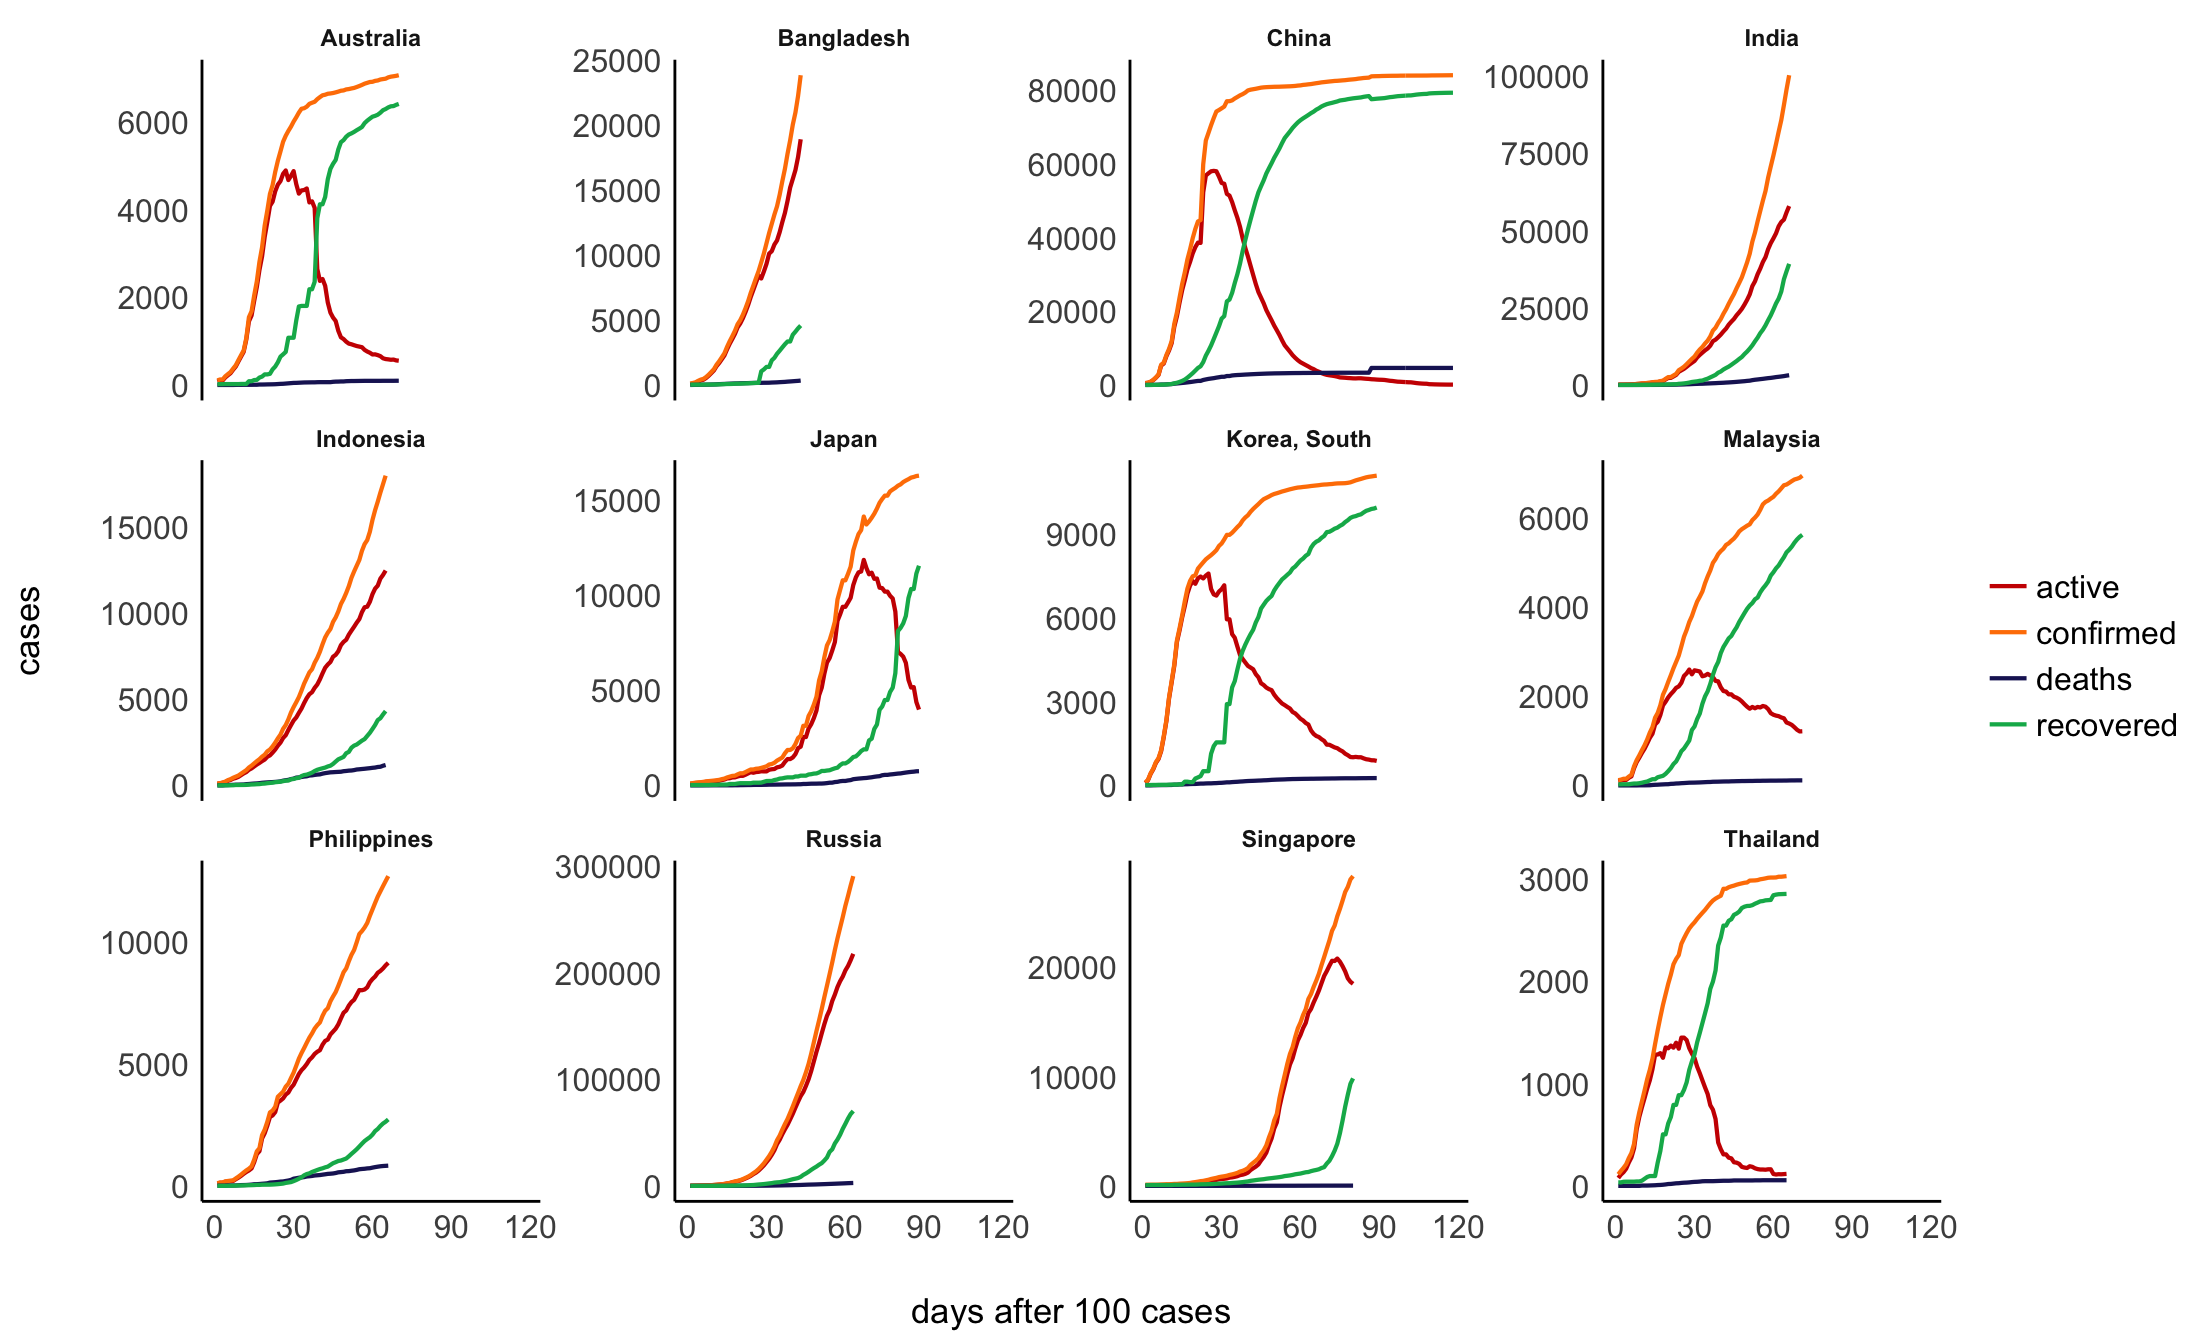 Australia
Bangladesh
China
India
6000
4000
2000
0
25000
20000
15000
10000
5000
0
80000
60000
40000
20000
0
100000
75000
50000
25000
0
Indonesia
Japan
Korea, South
Malaysia
15000
10000
5000
0
15000
10000
5000
0
9000
6000
3000
0
6000
4000
2000
0
Philippines
Russia
Singapore
Thailand
10000
5000
0
300000
200000
100000
0
20000
10000
0
3000
2000
1000
0
0 30 60 90 120
0 30 60 90 120
0 30 60 90 120
0 30 60 90 120
days after 100 cases
cases
active
confirmed
deaths
recovered